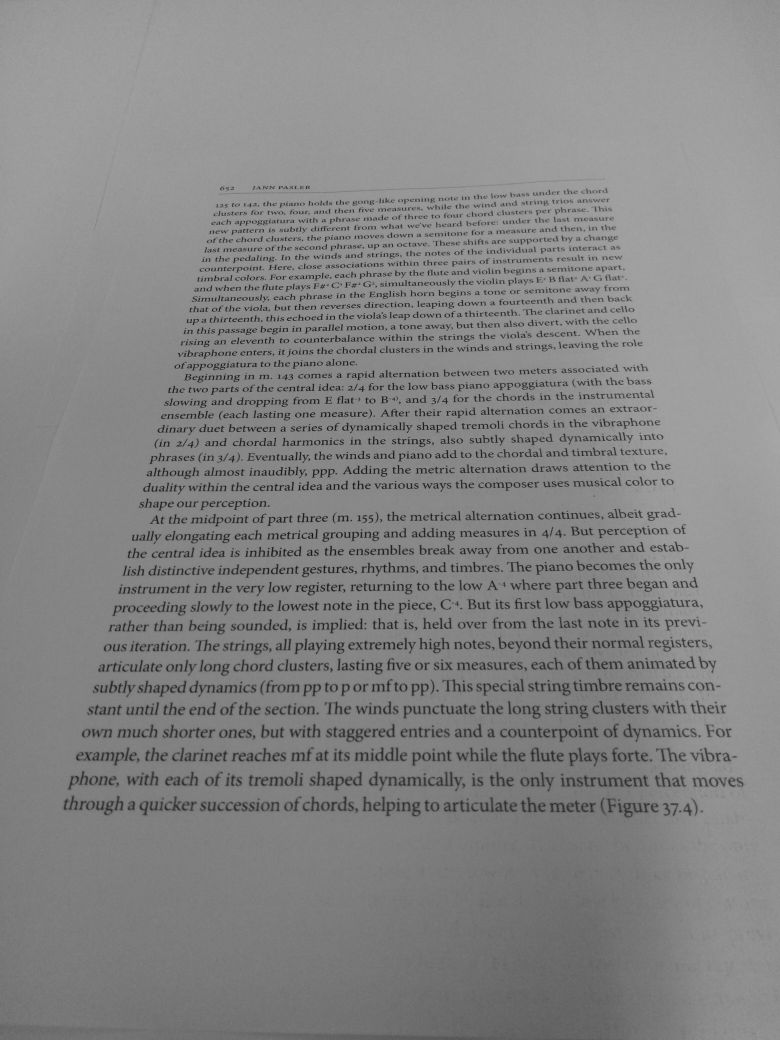 652 JANN PASLER
125 to 142, the piano holds the gong-like opening note in the low bass under the chord
clusters for two, four, and then five measures, while the wind and string trios answer
each appoggiatura with a phrase made of three to four chord clusters per phrase. This
new pattern is subtly different from what we've heard before: under the last measure
of the chord clusters, the piano moves down a semitone for a measure and then, in the
last measure of the second phrase, up an octave. These shifts are supported by a change
in the pedaling. In the winds and strings, the notes of the individual parts interact as
counterpoint. Here, close associations within three pairs of instruments result in new
timbral colors. For example, each phrase by the flute and violin begins a semitone apart,
and when the flute plays F# C F# G, simultaneously the violin plays E B flat A G flat.
Simultaneously, each phrase in the English horn begins a tone or semitone away from
that of the viola, but then reverses direction, leaping down a fourteenth and then back
up a thirteenth, this echoed in the viola's leap down of a thirteenth. The clarinet and cello
in this passage begin in parallel motion, a tone away, but then also divert, with the cello
rising an eleventh to counterbalance within the strings the viola's descent. When the
vibraphone enters, it joins the chordal clusters in the winds and strings, leaving the role
of appoggiatura to the piano alone.
Beginning in m. 143 comes a rapid alternation between two meters associated with
the two parts of the central idea: 2/4 for the low bass piano appoggiatura (with the bass
slowing and dropping from E flat to B), and 3/4 for the chords in the instrumental
ensemble (each lasting one measure). After their rapid alternation comes an extraor-
dinary duet between a series of dynamically shaped tremoli chords in the vibraphone
(in 2/4) and chordal harmonics in the strings, also subtly shaped dynamically into
phrases (in 3/4). Eventually, the winds and piano add to the chordal and timbral texture,
although almost inaudibly, ppp. Adding the metric alternation draws attention to the
duality within the central idea and the various ways the composer uses musical color to
shape our perception.
At the midpoint of part three (m. 155), the metrical alternation continues, albeit grad-
ually elongating each metrical grouping and adding measures in 4/4. But perception of
the central idea is inhibited as the ensembles break away from one another and estab-
lish distinctive independent gestures, rhythms, and timbres. The piano becomes the only
instrument in the very low register, returning to the low A⁻⁴ where part three began and
proceeding slowly to the lowest note in the piece, C⁻⁴. But its first low bass appoggiatura,
rather than being sounded, is implied: that is, held over from the last note in its previ-
ous iteration. The strings, all playing extremely high notes, beyond their normal registers,
articulate only long chord clusters, lasting five or six measures, each of them animated by
subtly shaped dynamics (from pp to p or mf to pp). This special string timbre remains con-
stant until the end of the section. The winds punctuate the long string clusters with their
own much shorter ones, but with staggered entries and a counterpoint of dynamics. For
example, the clarinet reaches mf at its middle point while the flute plays forte. The vibra-
phone, with each of its tremoli shaped dynamically, is the only instrument that moves
through a quicker succession of chords, helping to articulate the meter (Figure 37.4).